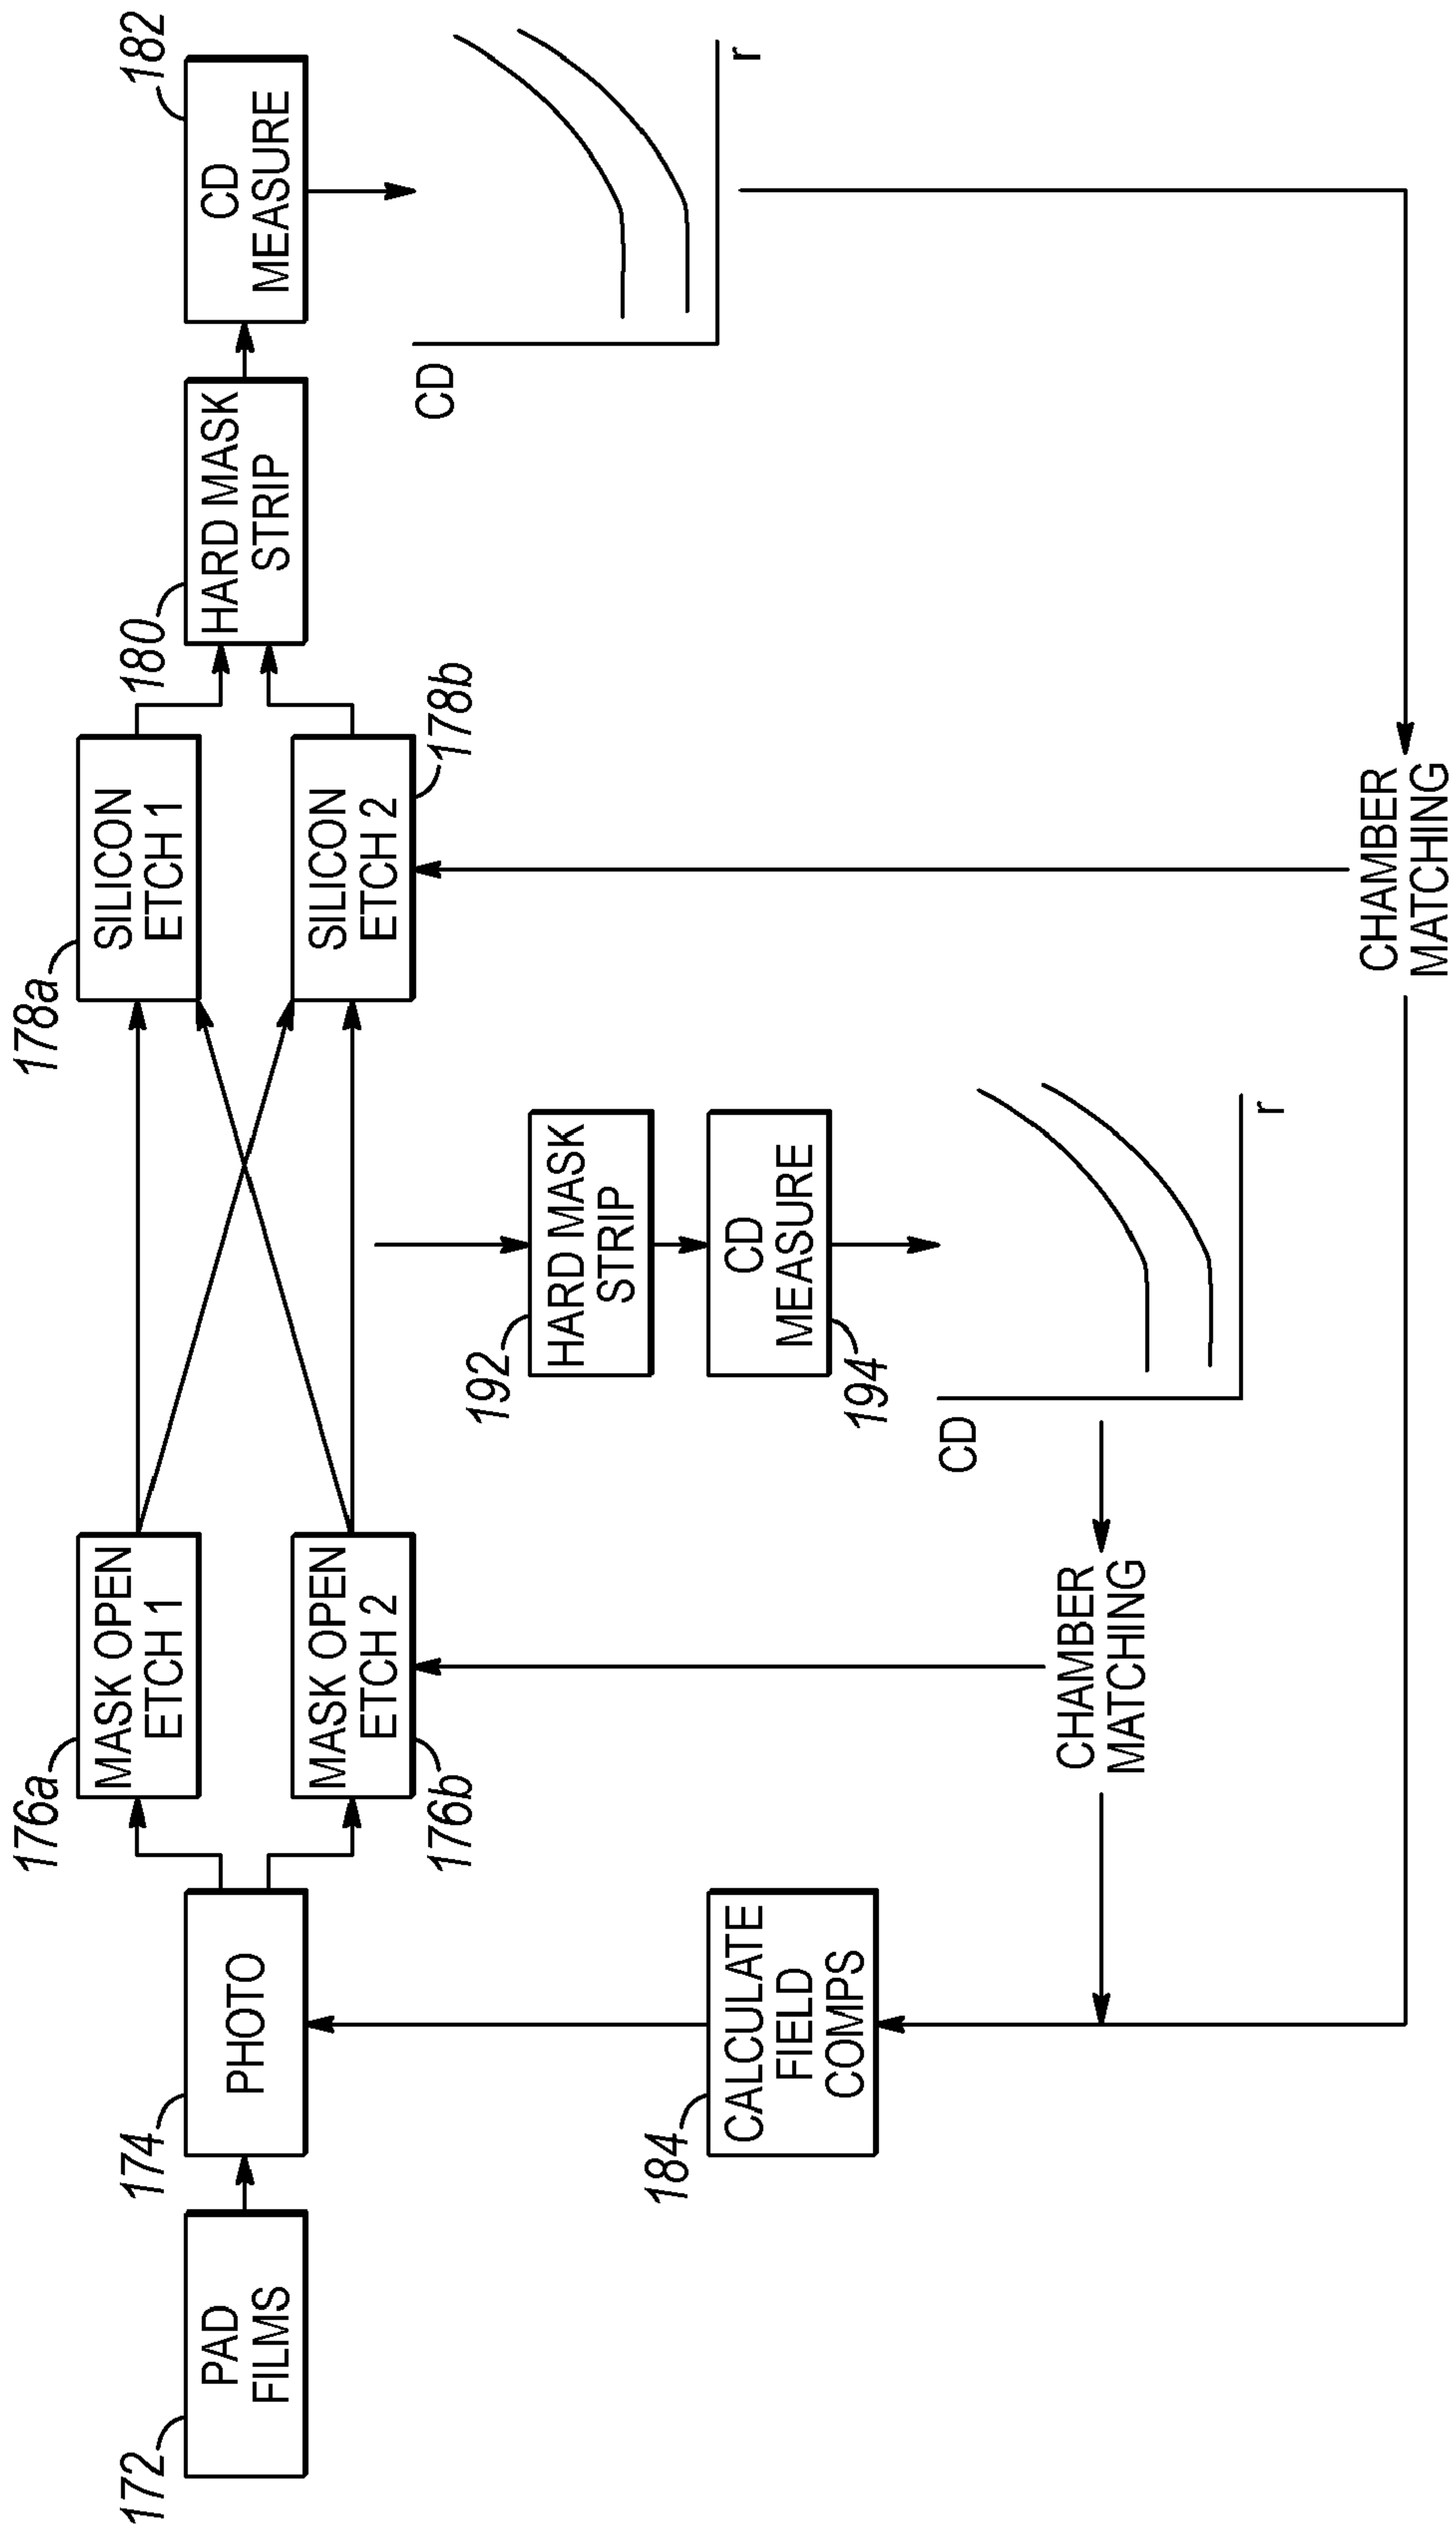 172
PAD
FILMS
174
PHOTO
176a
MASK OPEN
ETCH 1
MASK OPEN
ETCH 2
176b
178a
SILICON
ETCH 1
SILICON
ETCH 2
178b
180
HARD MASK
STRIP
182
CD
MEASURE
CD
r
192
HARD MASK
STRIP
CD
MEASURE
194
CD
r
184
CALCULATE
FIELD
COMPS
CHAMBER
MATCHING
CHAMBER
MATCHING